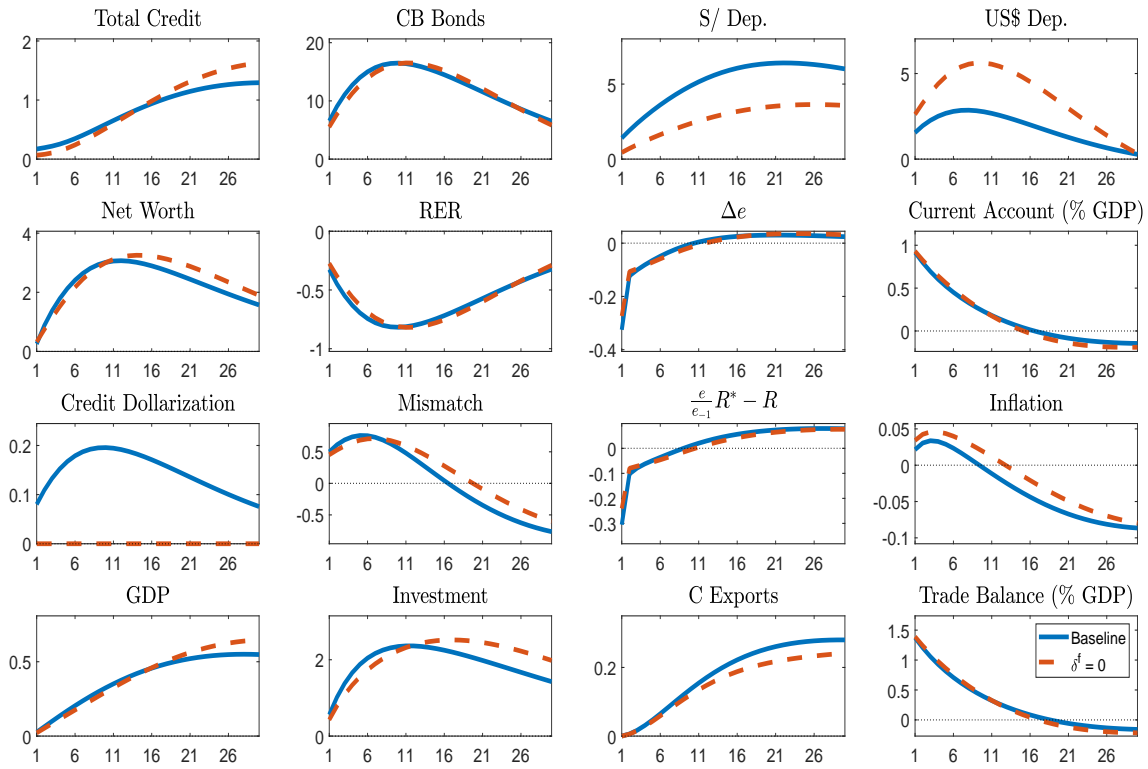 Total Credit
CB Bonds
S/ Dep.
US$ Dep.
2
1
0
1 6 11 16 21 26
20
10
0
1 6 11 16 21 26
5
0
1 6 11 16 21 26
5
0
1 6 11 16 21 26
Net Worth
RER
Δe
Current Account (% GDP)
4
2
0
1 6 11 16 21 26
0
-0.5
-1
1 6 11 16 21 26
0
-0.2
-0.4
1 6 11 16 21 26
1
0
1 6 11 16 21 26
Credit Dollarization
Mismatch
e/e₋₁ R* − R
Inflation
0.2
0.1
0
1 6 11 16 21 26
0.5
0
-0.5
1 6 11 16 21 26
0
-0.1
-0.2
-0.3
1 6 11 16 21 26
0.05
0
-0.05
-0.1
1 6 11 16 21 26
GDP
Investment
C Exports
Trade Balance (% GDP)
0.5
0
1 6 11 16 21 26
2
0
1 6 11 16 21 26
0.2
0
1 6 11 16 21 26
1.5
1
0.5
0
1 6 11 16 21 26
Baseline
δᶠ = 0